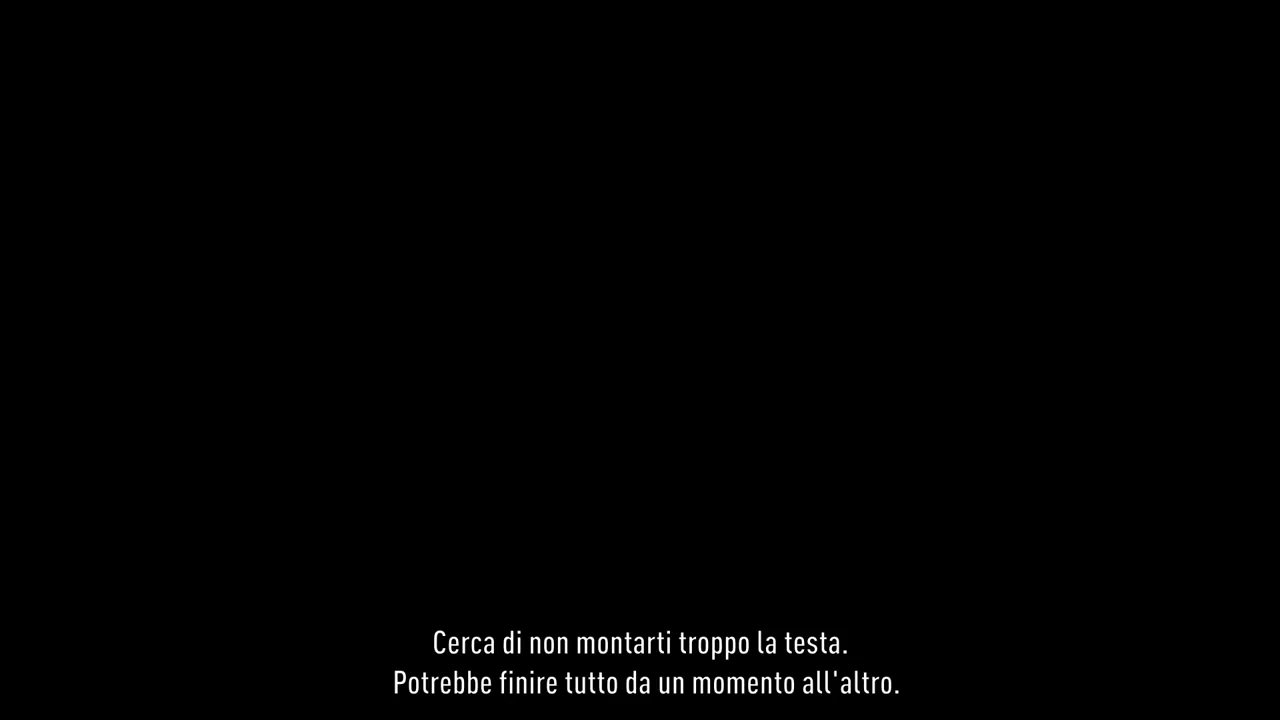 Cerca di non montarti troppo la testa.
Potrebbe finire tutto da un momento all'altro.